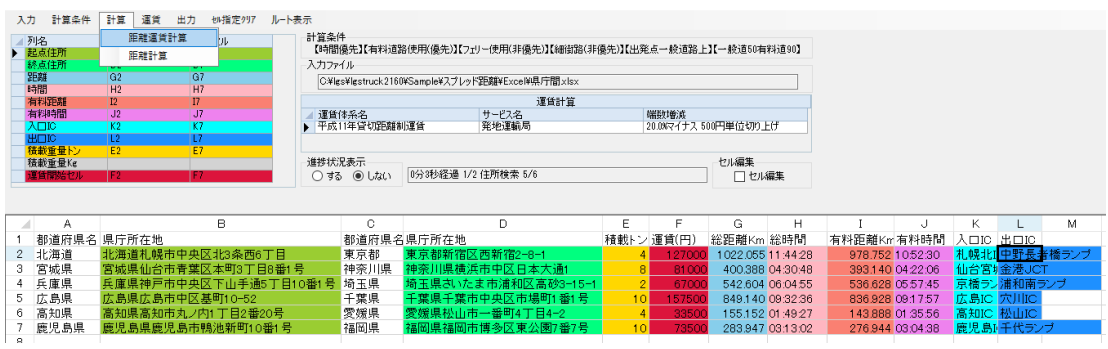 入力 計算条件 計算 運賃 出力 ｾﾙ指定ｸﾘｱ ルート表示
距離運賃計算
距離計算
列名
起点住所
終点住所
距離 G2 G7
時間 H2 H7
有料距離 I2 I7
有料時間 J2 J7
入口IC K2 K7
出口IC L2 L7
積載重量トン E2 E7
積載重量Kg
運賃開始セル F2 F7
計算条件
【時間優先】【有料道路使用(優先)】【フェリー使用(非優先)】【細街路(非優先)】【出発点一般道路上】【一般道50有料道90】
入力ファイル
C:¥lgs¥lgstruck2160¥Sample¥スプレッド距離¥Excel¥県庁間.xlsx
運賃計算
運賃体系名 サービス名 端数増減
平成11年貸切距離制運賃 発地運輸局 20.0%マイナス 500円単位切り上げ
進捗状況表示
する しない 0分3秒経過 1/2 住所検索 5/6
セル編集
セル編集
A B C D E F G H I J K L M
1 都道府県名 県庁所在地 都道府県名 県庁所在地 積載トン 運賃(円) 総距離Km 総時間 有料距離Km 有料時間 入口IC 出口IC
2 北海道 北海道札幌市中央区北3条西6丁目 東京都 東京都新宿区西新宿2-8-1 4 127000 1022.055 11:44:28 978.752 10:52:30 札幌北I 中野長者橋ランプ
3 宮城県 宮城県仙台市青葉区本町3丁目8番1号 神奈川県 神奈川県横浜市中区日本大通1 8 81000 400.388 04:30:48 393.140 04:22:06 仙台宮城 金港JCT
4 兵庫県 兵庫県神戸市中央区下山手通5丁目10番1号 埼玉県 埼玉県さいたま市浦和区高砂3-15-1 2 67000 542.604 06:04:55 536.628 05:57:45 京橋ラン 浦和南ランプ
5 広島県 広島県広島市中区基町10-52 千葉県 千葉県千葉市中央区市場町1番1号 10 157500 849.140 09:32:36 836.928 09:17:57 広島IC 穴川IC
6 高知県 高知県高知市丸ノ内1丁目2番20号 愛媛県 愛媛県松山市一番町4丁目4-2 4 33500 155.152 01:49:27 143.888 01:35:56 高知IC 松山IC
7 鹿児島県 鹿児島県鹿児島市鴨池新町10番1号 福岡県 福岡県福岡市博多区東公園7番7号 10 73500 283.947 03:13:02 276.944 03:04:38 鹿児島I 千代ランプ
8